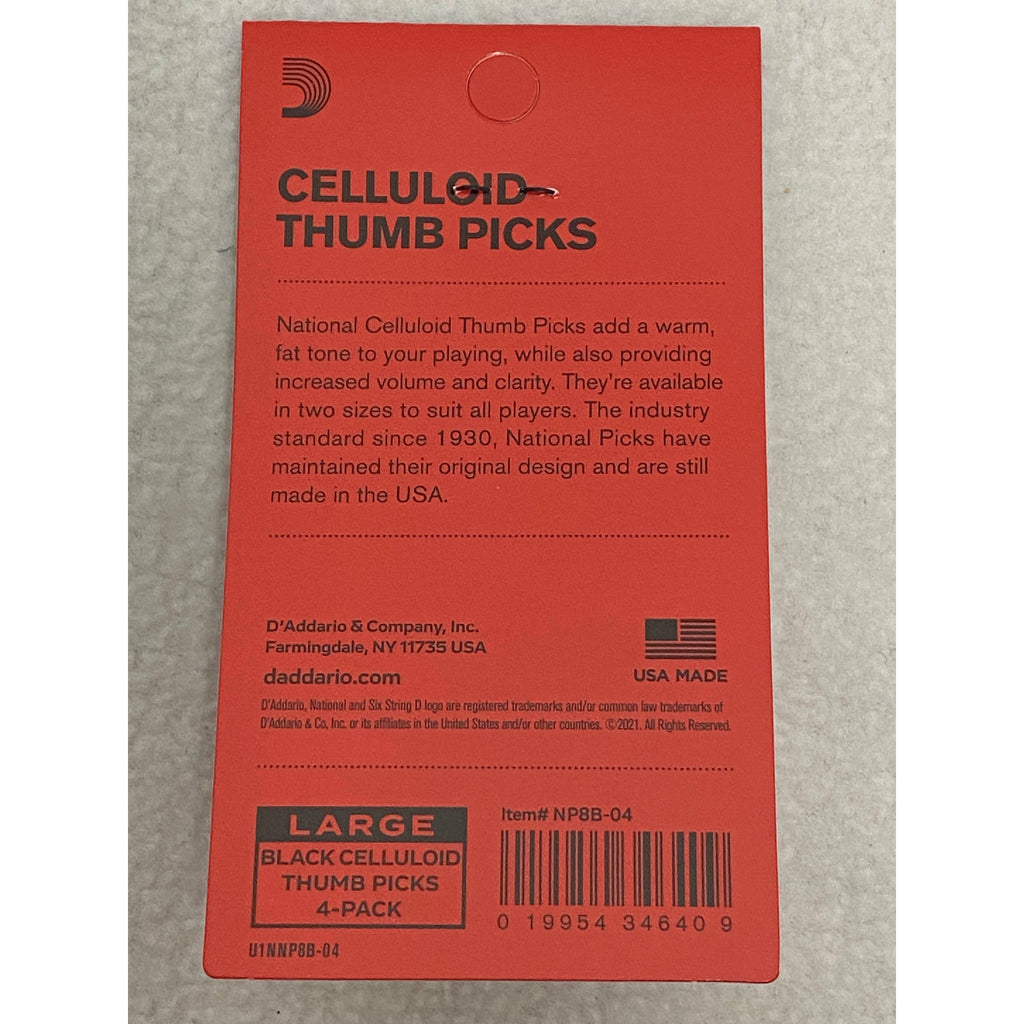 CELLULOID
THUMB PICKS
National Celluloid Thumb Picks add a warm,
fat tone to your playing, while also providing
increased volume and clarity. They're available
in two sizes to suit all players. The industry
standard since 1930, National Picks have
maintained their original design and are still
made in the USA.
D'Addario & Company, Inc.
Farmingdale, NY 11735 USA
daddario.com
USA MADE
D'Addario, National and Six String D logo are registered trademarks and/or common law trademarks of
D'Addario & Co, Inc. or its affiliates in the United States and/or other countries. ©2021. All Rights Reserved.
LARGE
BLACK CELLULOID
THUMB PICKS
4-PACK
U1NNP8B-04
Item# NP8B-04
0 19954 34640 9